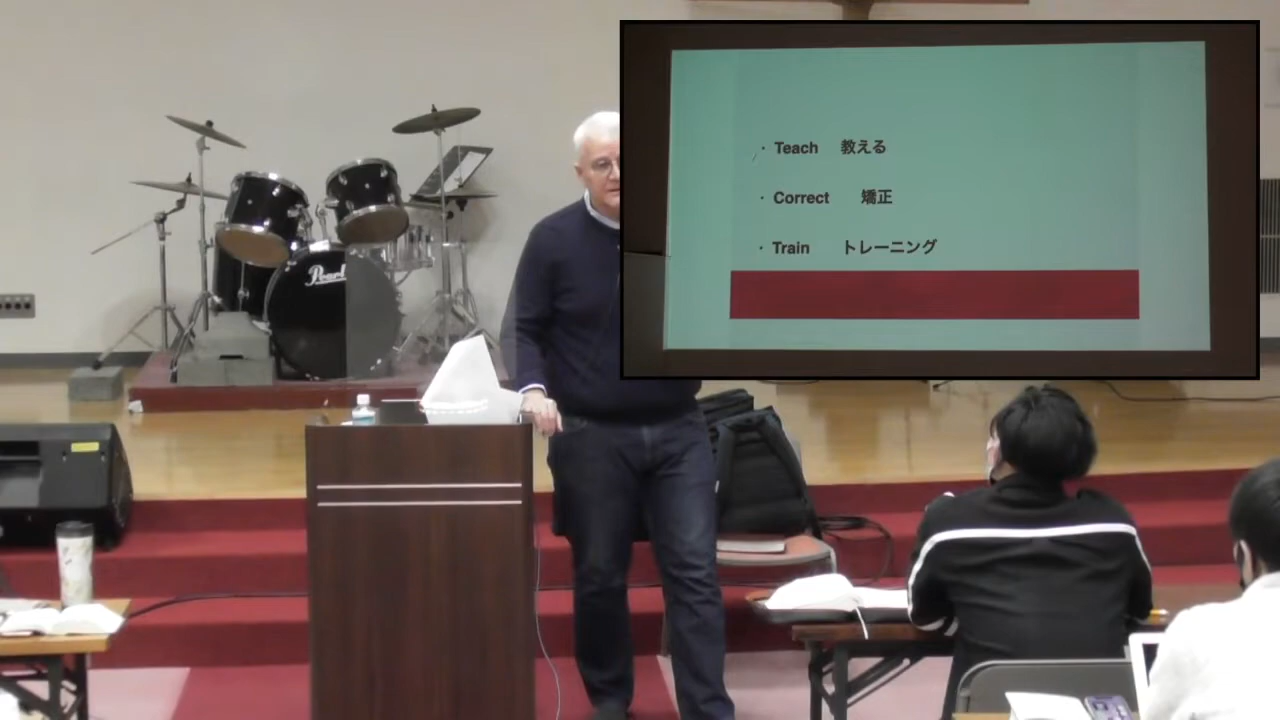 Pearl
· Teach 教える
· Correct 矯正
· Train トレーニング